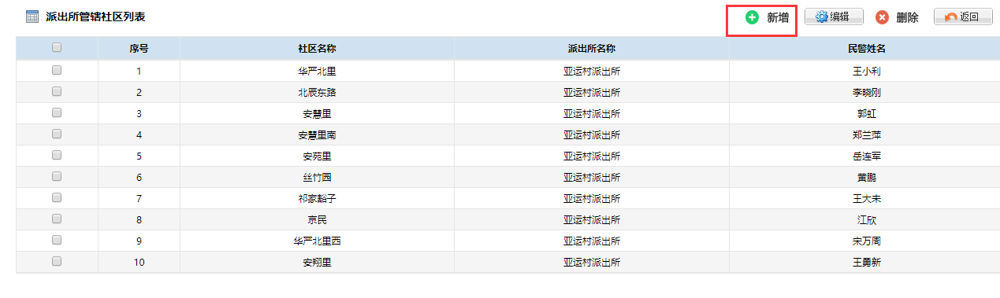 派出所管辖社区列表 新增 编辑 删除 返回
序号 社区名称 派出所名称 民警姓名
1 华严北里 亚运村派出所 王小利
2 北辰东路 亚运村派出所 李晓刚
3 安慧里 亚运村派出所 郭虹
4 安慧里南 亚运村派出所 郑兰萍
5 安苑里 亚运村派出所 岳连军
6 丝竹园 亚运村派出所 黄鹏
7 祁家豁子 亚运村派出所 王大未
8 京民 亚运村派出所 江欣
9 华严北里西 亚运村派出所 宋万周
10 安翔里 亚运村派出所 王勇新